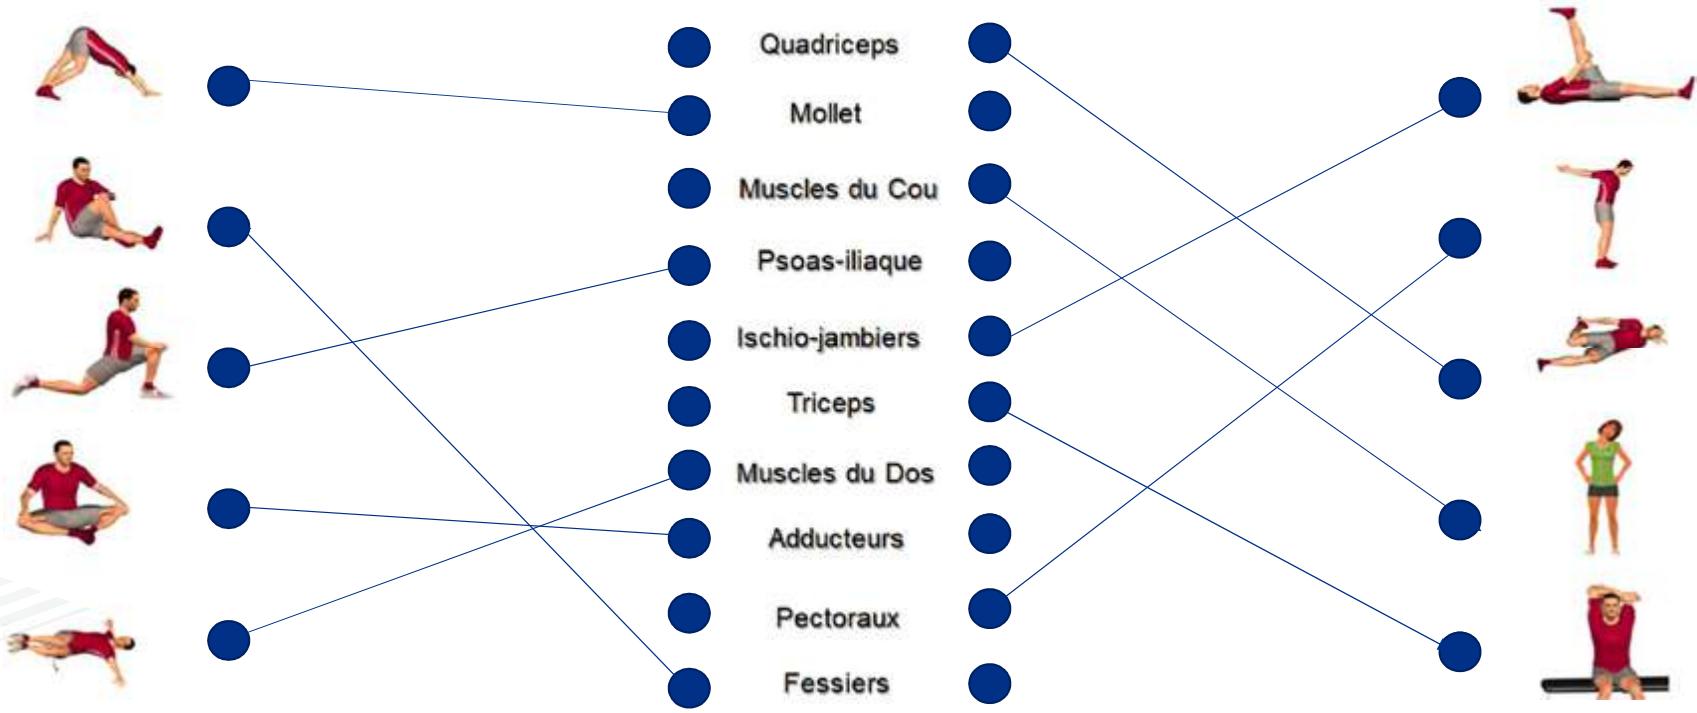 Quadriceps
Mollet
Muscles du Cou
Psoas-iliaque
Ischio-jambiers
Triceps
Muscles du Dos
Adducteurs
Pectoraux
Fessiers